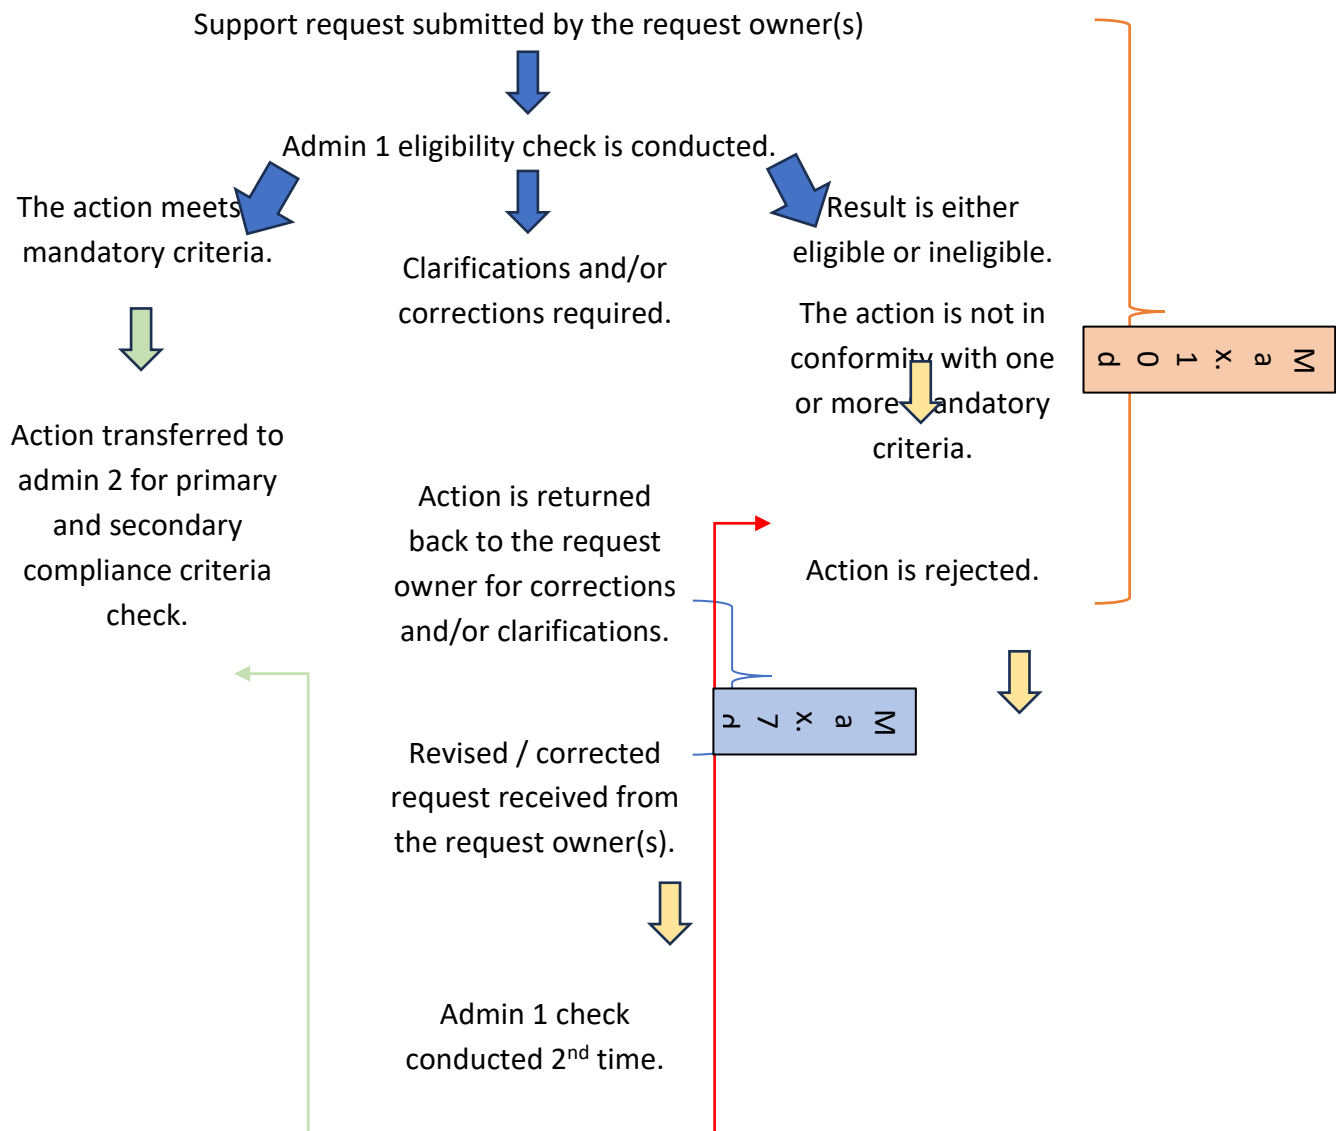 Support request submitted by the request owner(s)
Admin 1 eligibility check is conducted.
The action meets
mandatory criteria.
Clarifications and/or
corrections required.
Result is either
eligible or ineligible.
The action is not in
conformity with one
or more mandatory
criteria.
Max. 10 d
Action transferred to
admin 2 for primary
and secondary
compliance criteria
check.
Action is returned
back to the request
owner for corrections
and/or clarifications.
Action is rejected.
Max. 7 d
Revised / corrected
request received from
the request owner(s).
Admin 1 check
conducted 2nd time.